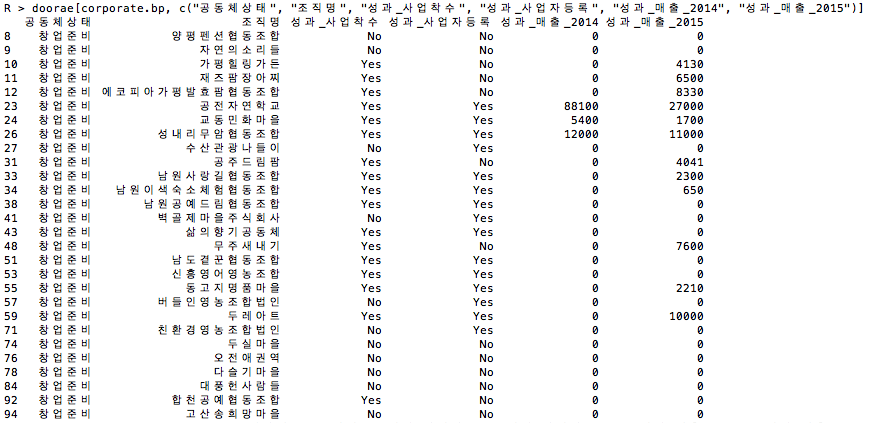 R > doorae[corporate.bp, c("공동체상태", "조직명", "성과_사업착수", "성과_사업자등록", "성과_매출_2014", "성과_매출_2015")]
공동체상태 조직명 성과_사업착수 성과_사업자등록 성과_매출_2014 성과_매출_2015
8 창업준비 양평펜션협동조합 No No 0 0
9 창업준비 자연의소리들 No No 0 0
10 창업준비 가평힐링가든 Yes No 0 4130
11 창업준비 재즈팜장아찌 Yes No 0 6500
12 창업준비 에코피아가평발효팜협동조합 Yes No 0 8330
23 창업준비 공전자연학교 Yes Yes 88100 27000
24 창업준비 교동민화마을 Yes Yes 5400 1700
26 창업준비 성내리무암협동조합 Yes Yes 12000 11000
27 창업준비 수산관광나들이 No Yes 0 0
31 창업준비 공주드림팜 Yes No 0 4041
33 창업준비 남원사랑길협동조합 Yes Yes 0 2300
34 창업준비 남원이색숙소체험협동조합 Yes Yes 0 650
38 창업준비 남원공예드림협동조합 Yes Yes 0 0
41 창업준비 벽골제마을주식회사 No Yes 0 0
43 창업준비 삶의향기공동체 Yes Yes 0 0
48 창업준비 무주새내기 Yes No 0 7600
51 창업준비 남도곁꾼협동조합 Yes Yes 0 0
53 창업준비 신흥영어영농조합 Yes Yes 0 0
55 창업준비 동고지명품마을 Yes Yes 0 2210
57 창업준비 버들인영농조합법인 No Yes 0 0
59 창업준비 두레아트 Yes Yes 0 10000
71 창업준비 친환경영농조합법인 No Yes 0 0
74 창업준비 두실마을 No No 0 0
76 창업준비 오전애권역 No No 0 0
78 창업준비 다슬기마을 No No 0 0
84 창업준비 대풍헌사람들 No No 0 0
92 창업준비 합천공예협동조합 Yes No 0 0
94 창업준비 고산송희망마을 No No 0 0